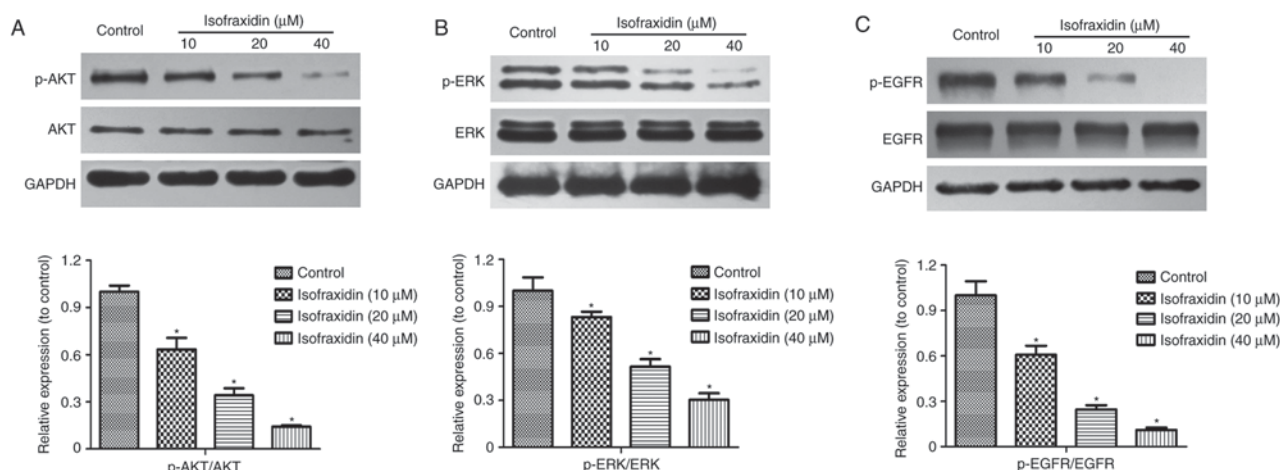 A
Control
Isofraxidin (μM)
10 20 40
p-AKT
AKT
GAPDH
Relative expression (to control)
1.2
0.9
0.6
0.3
0
*
*
*
Control
Isofraxidin (10 μM)
Isofraxidin (20 μM)
Isofraxidin (40 μM)
p-AKT/AKT
B
Control
Isofraxidin (μM)
10 20 40
p-ERK
ERK
GAPDH
Relative expression (to control)
1.2
0.9
0.6
0.3
0
*
*
*
Control
Isofraxidin (10 μM)
Isofraxidin (20 μM)
Isofraxidin (40 μM)
p-ERK/ERK
C
Control
Isofraxidin (μM)
10 20 40
p-EGFR
EGFR
GAPDH
Relative expression (to control)
1.2
0.9
0.6
0.3
0
*
*
*
Control
Isofraxidin (10 μM)
Isofraxidin (20 μM)
Isofraxidin (40 μM)
p-EGFR/EGFR